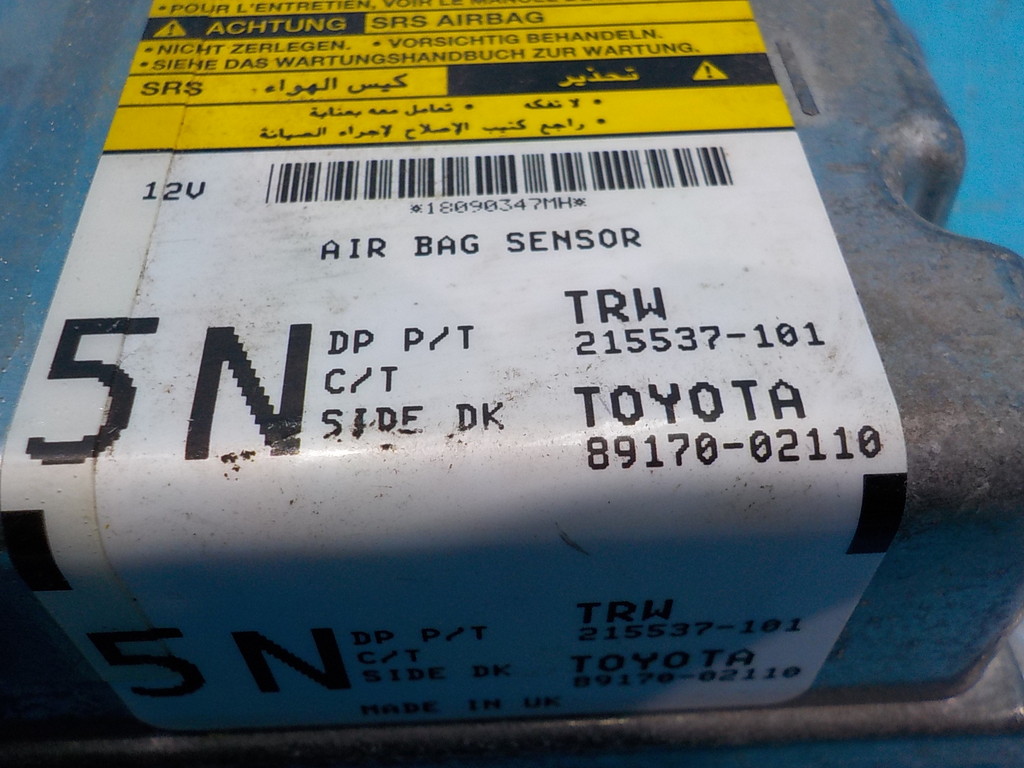 • POUR L'ENTRETIEN, VOIR LE MANUEL
ACHTUNG SRS AIRBAG
• NICHT ZERLEGEN. • VORSICHTIG BEHANDELN.
• SIEHE DAS WARTUNGSHANDBUCH ZUR WARTUNG.
SRS كيس الهواء تحذير
• لا تفكه • تعامل معه بعناية
• راجع كتيب الإصلاح لاجراء الصيانة
12V
*18090347MH*
AIR BAG SENSOR
5N
DP P/T
C/T
SIDE DK
TRW
215537-101
TOYOTA
89170-02110
5N
DP P/T
C/T
SIDE DK
TRW
215537-101
TOYOTA
89170-02110
MADE IN UK